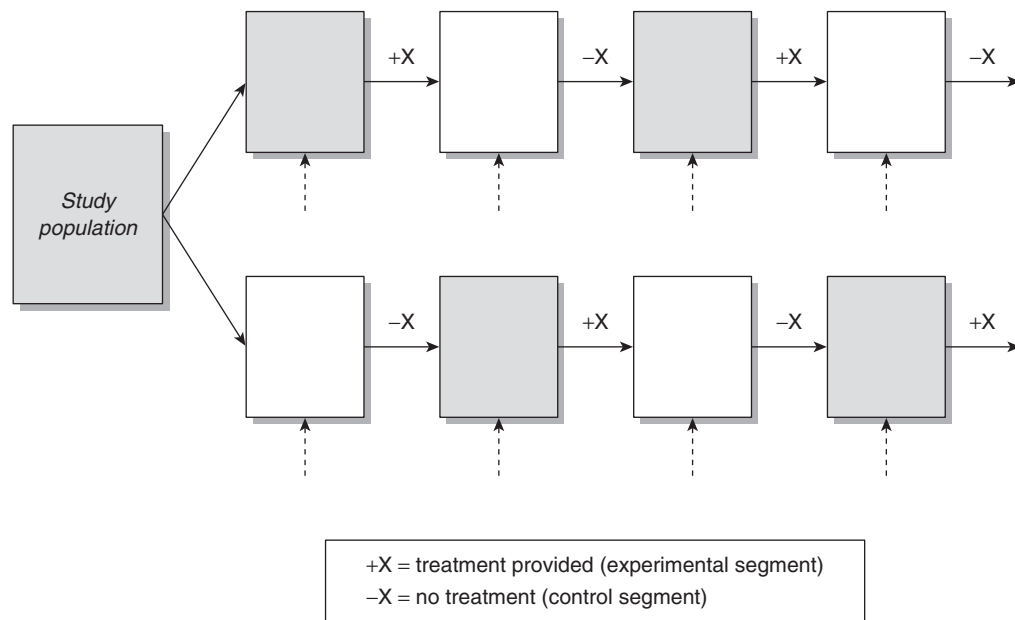 +X
−X
+X
−X
Study
population
−X
+X
−X
+X
+X = treatment provided (experimental segment)
−X = no treatment (control segment)